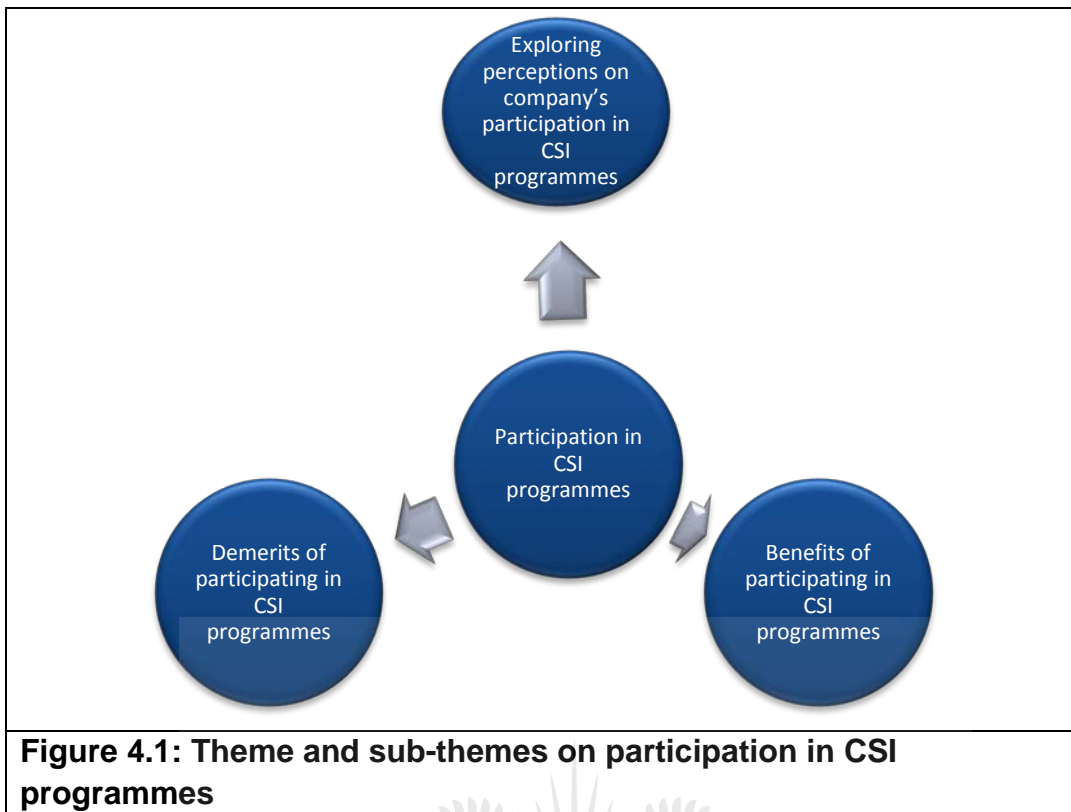 Exploring
perceptions on
company’s
participation in
CSI
programmes
Participation in
CSI
programmes
Demerits of
participating in
CSI
programmes
Benefits of
participating in
CSI
programmes
Figure 4.1: Theme and sub-themes on participation in CSI
programmes